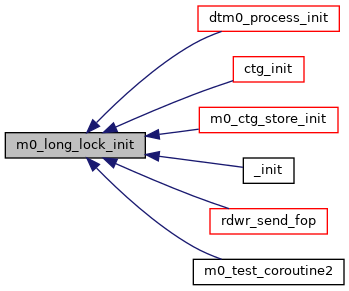 dtm0_process_init
ctg_init
m0_ctg_store_init
m0_long_lock_init
_init
rdwr_send_fop
m0_test_coroutine2